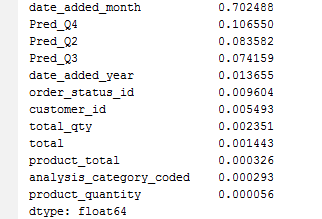 date_added_month 0.702488
Pred_Q4 0.106550
Pred_Q2 0.083582
Pred_Q3 0.074159
date_added_year 0.013655
order_status_id 0.009604
customer_id 0.005493
total_qty 0.002351
total 0.001443
product_total 0.000326
analysis_category_coded 0.000293
product_quantity 0.000056
dtype: float64